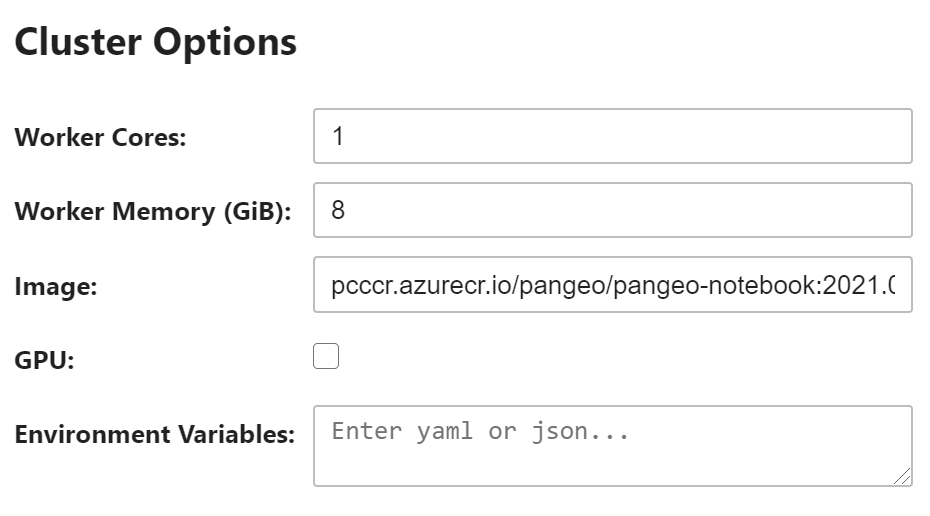 Cluster Options
Worker Cores: 1
Worker Memory (GiB): 8
Image: pcccr.azurecr.io/pangeo/pangeo-notebook:2021.0
GPU:
Environment Variables: Enter yaml or json...